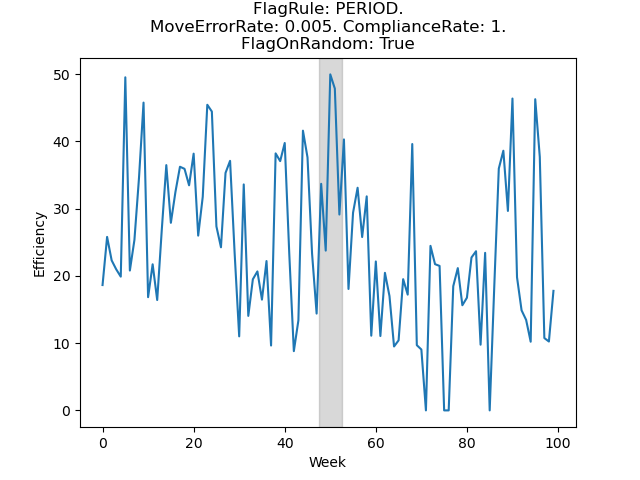 FlagRule: PERIOD.
MoveErrorRate: 0.005. ComplianceRate: 1.
FlagOnRandom: True
50
40
30
20
10
0
Efficiency
0 20 40 60 80 100
Week